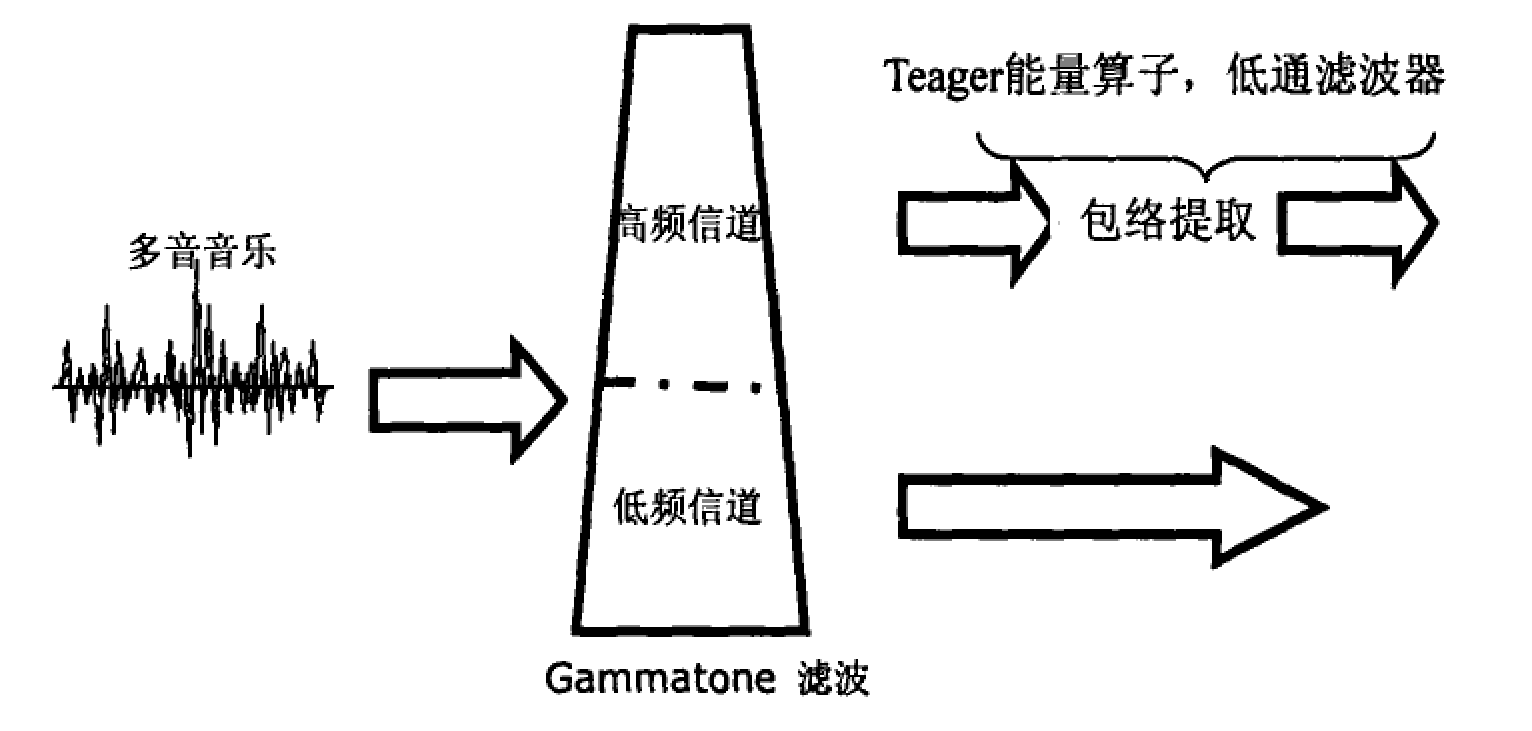 Teager能量算子，低通滤波器
高频信道
包络提取
多音音乐
低频信道
Gammatone 滤波